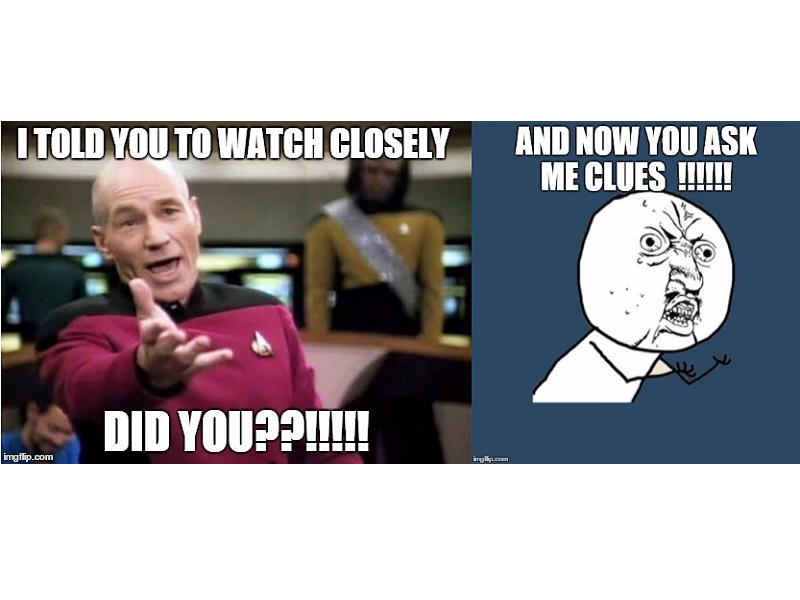 I TOLD YOU TO WATCH CLOSELY
DID YOU??!!!!!
imgflip.com
AND NOW YOU ASK
ME CLUES !!!!!!
imgflip.com